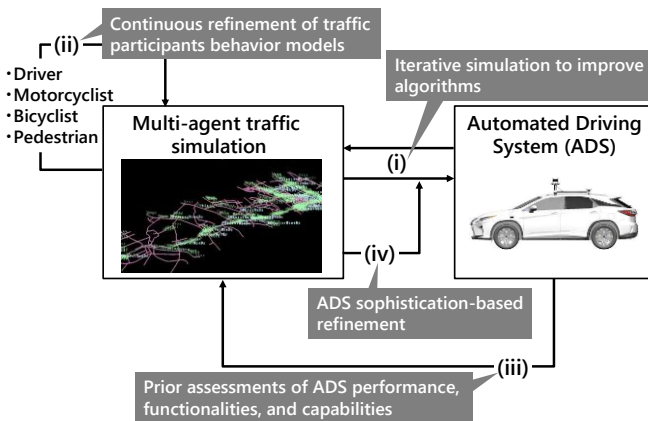 Continuous refinement of traffic
participants behavior models
(ii)
・Driver
・Motorcyclist
・Bicyclist
・Pedestrian
Iterative simulation to improve
algorithms
Multi-agent traffic
simulation
(i)
Automated Driving
System (ADS)
(iv)
ADS sophistication-based
refinement
(iii)
Prior assessments of ADS performance,
functionalities, and capabilities